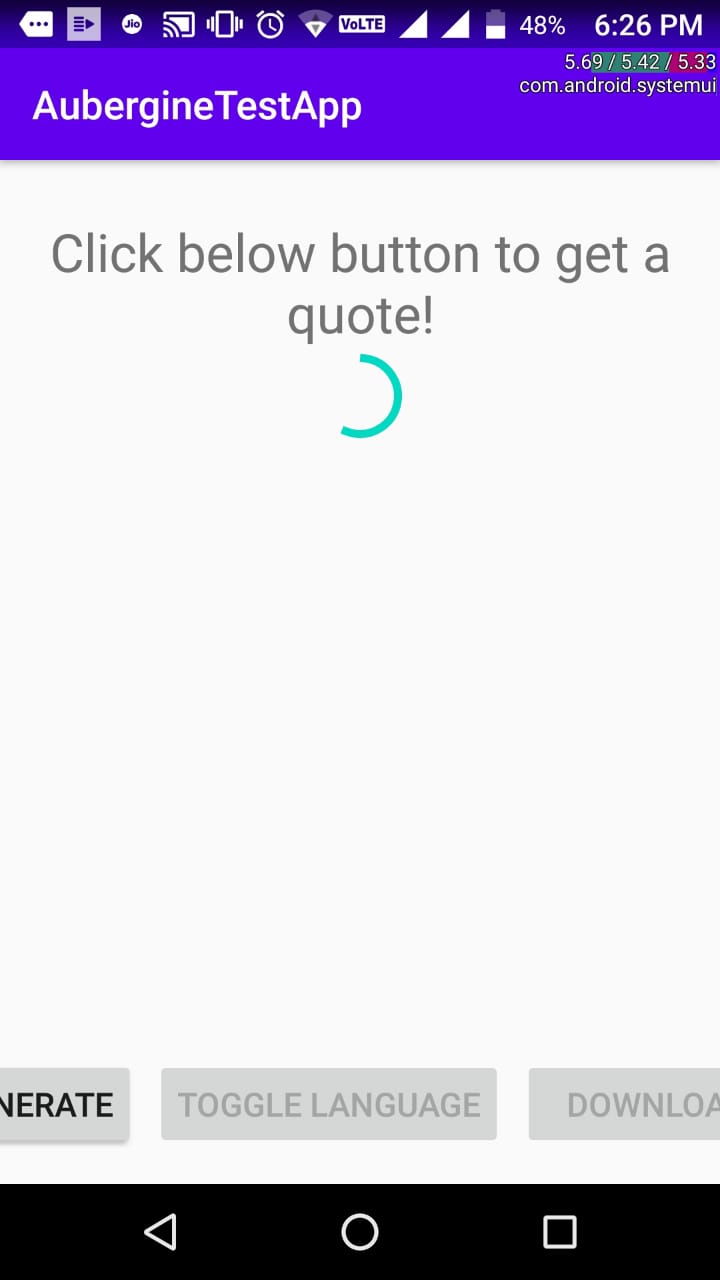 Jio VoLTE 48% 6:26 PM
5.69 / 5.42 / 5.33
com.android.systemui
AubergineTestApp
Click below button to get a
quote!
NERATE TOGGLE LANGUAGE DOWNLOA